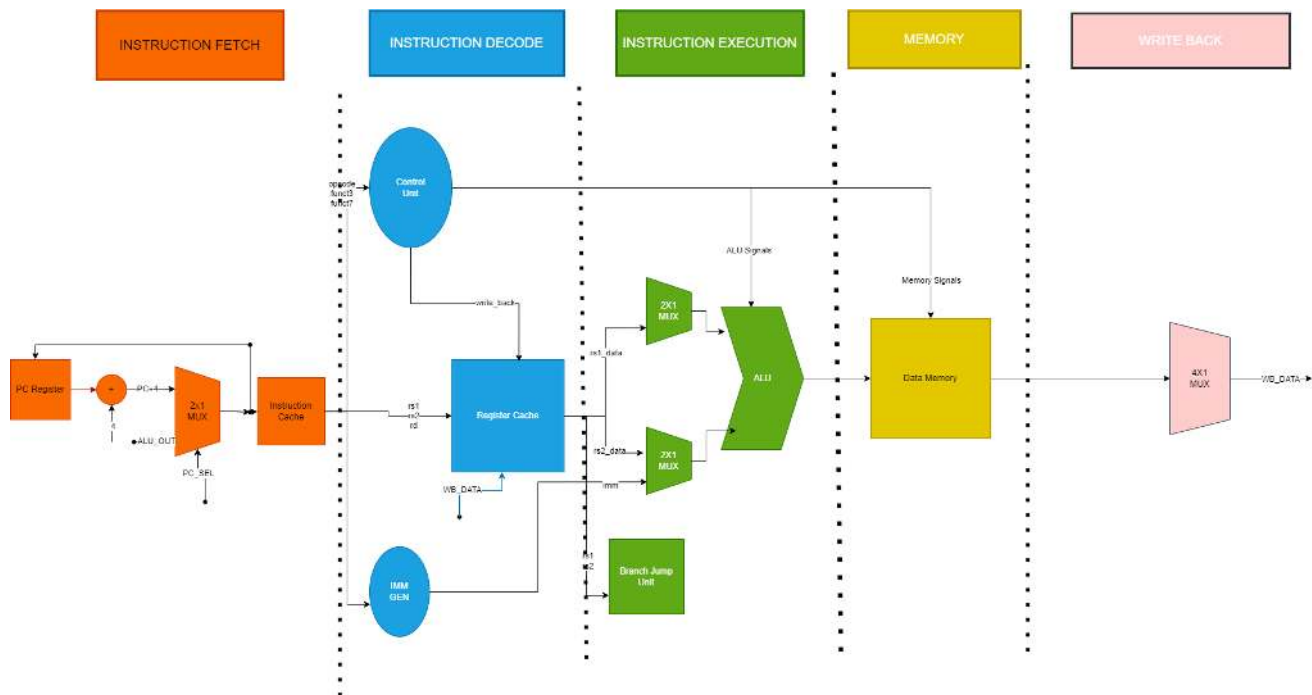 INSTRUCTION FETCH
INSTRUCTION DECODE
INSTRUCTION EXECUTION
MEMORY
WRITE BACK
opcode
funct3
funct7
Control
Unit
ALU Signals
Memory Signals
write_back
2X1
MUX
rs1_data
PC Register
+
PC+4
4
2x1
MUX
ALU_OUT
PC_SEL
Instruction
Cache
rs1
rs2
rd
Register Cache
WB_DATA
rs2_data
2X1
MUX
imm
ALU
Data Memory
4X1
MUX
WB_DATA
IMM
GEN
rs1
rs2
Branch Jump
Unit